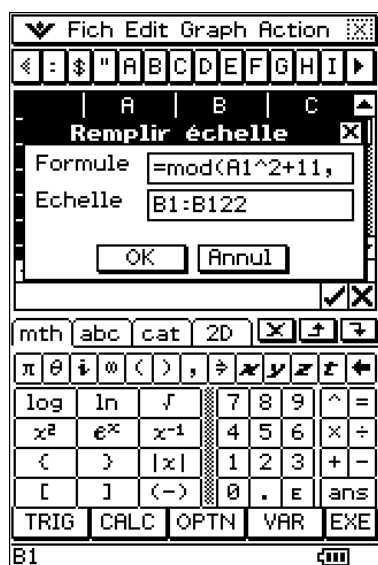 Fich Edit Graph Action
: $ " A B C D E F G H I
A B C
Remplir échelle
Formule =mod(A1^2+11,
Echelle B1:B122
OK Annul
mth abc cat 2D
π θ i ∞ ( ) , ⇒ x y z t ←
log ln √ 7 8 9 ^ =
x² eˣ x⁻¹ 4 5 6 × ÷
( ) |x| 1 2 3 + −
[ ] (−) 0 . E ans
TRIG CALC OPTN VAR EXE
B1